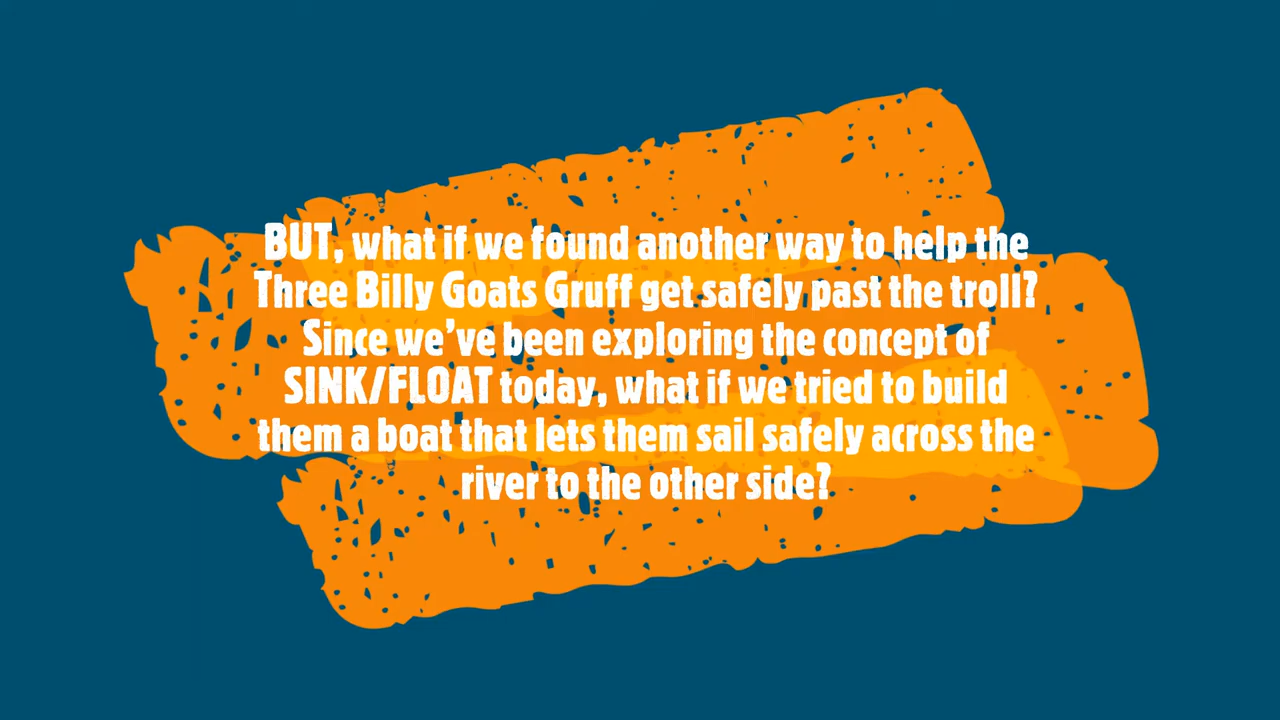 BUT, what if we found another way to help the
Three Billy Goats Gruff get safely past the troll?
Since we've been exploring the concept of
SINK/FLOAT today, what if we tried to build
them a boat that lets them sail safely across the
river to the other side?